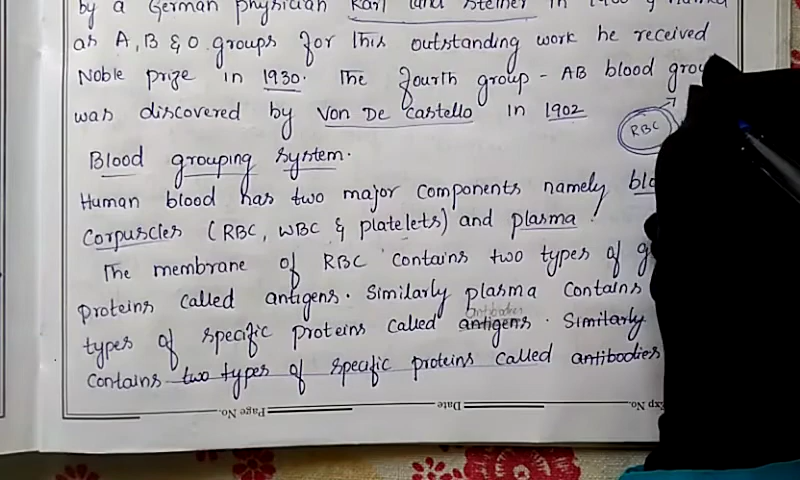 by a German physician Karl land Steiner in 1900 & named
as A, B & O groups for This outstanding work he received
Noble prize in 1930. The fourth group - AB blood grou
was discovered by Von De Castello in 1902
RBC
Blood grouping system.
Human blood has two major components namely blo
Corpuscles (RBC, WBC & platelets) and plasma!
The membrane of RBC contains two types of g
proteins called antigens. Similarly plasma contains
antibodies
types of specific proteins called antigens. Similarly
contains two types of specific proteins called antibodies
Page No.
Date
Exp No.